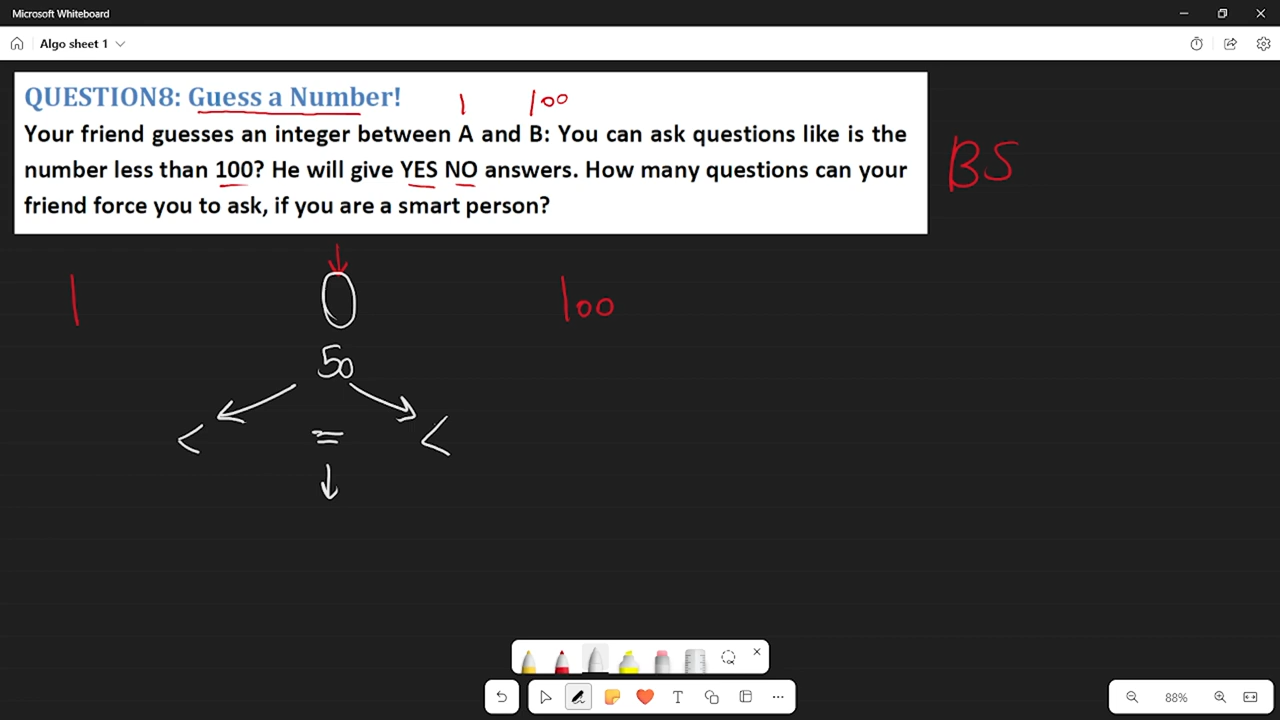 Microsoft Whiteboard
Algo sheet 1
QUESTION8: Guess a Number!
1 100
Your friend guesses an integer between A and B: You can ask questions like is the
number less than 100? He will give YES NO answers. How many questions can your
friend force you to ask, if you are a smart person?
BS
1 100
50
< = <
88%